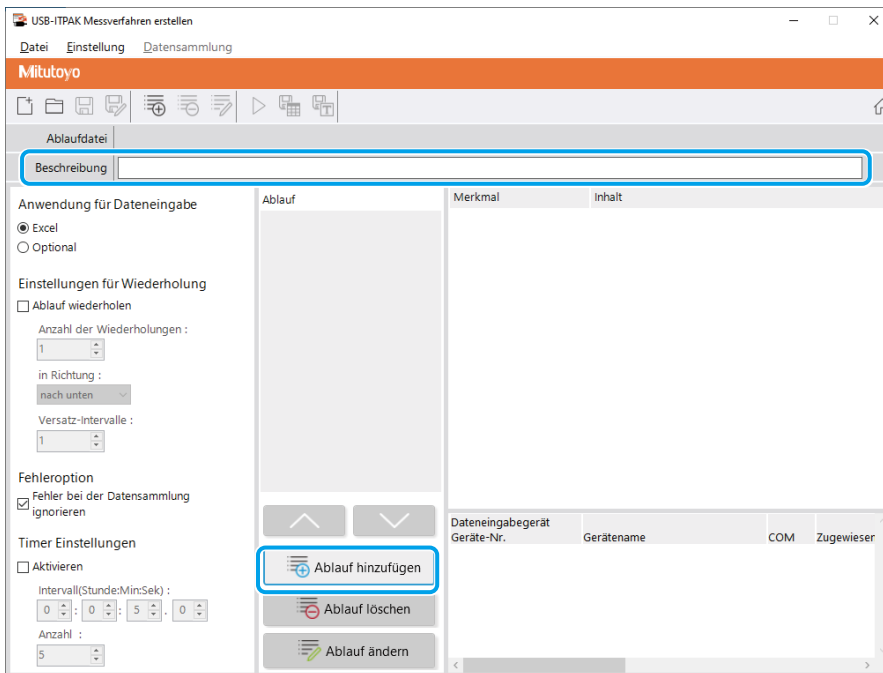 USB-ITPAK Messverfahren erstellen
Datei Einstellung Datensammlung
Mitutoyo
Ablaufdatei
Beschreibung
Anwendung für Dateneingabe
Excel
Optional
Einstellungen für Wiederholung
Ablauf wiederholen
Anzahl der Wiederholungen :
1
in Richtung :
nach unten
Versatz-Intervalle :
1
Fehleroption
Fehler bei der Datensammlung
ignorieren
Timer Einstellungen
Aktivieren
Intervall(Stunde:Min:Sek) :
0 : 0 : 5 . 0
Anzahl :
5
Ablauf
Ablauf hinzufügen
Ablauf löschen
Ablauf ändern
Merkmal Inhalt
Dateneingabegerät
Geräte-Nr. Gerätename COM Zugewiesen